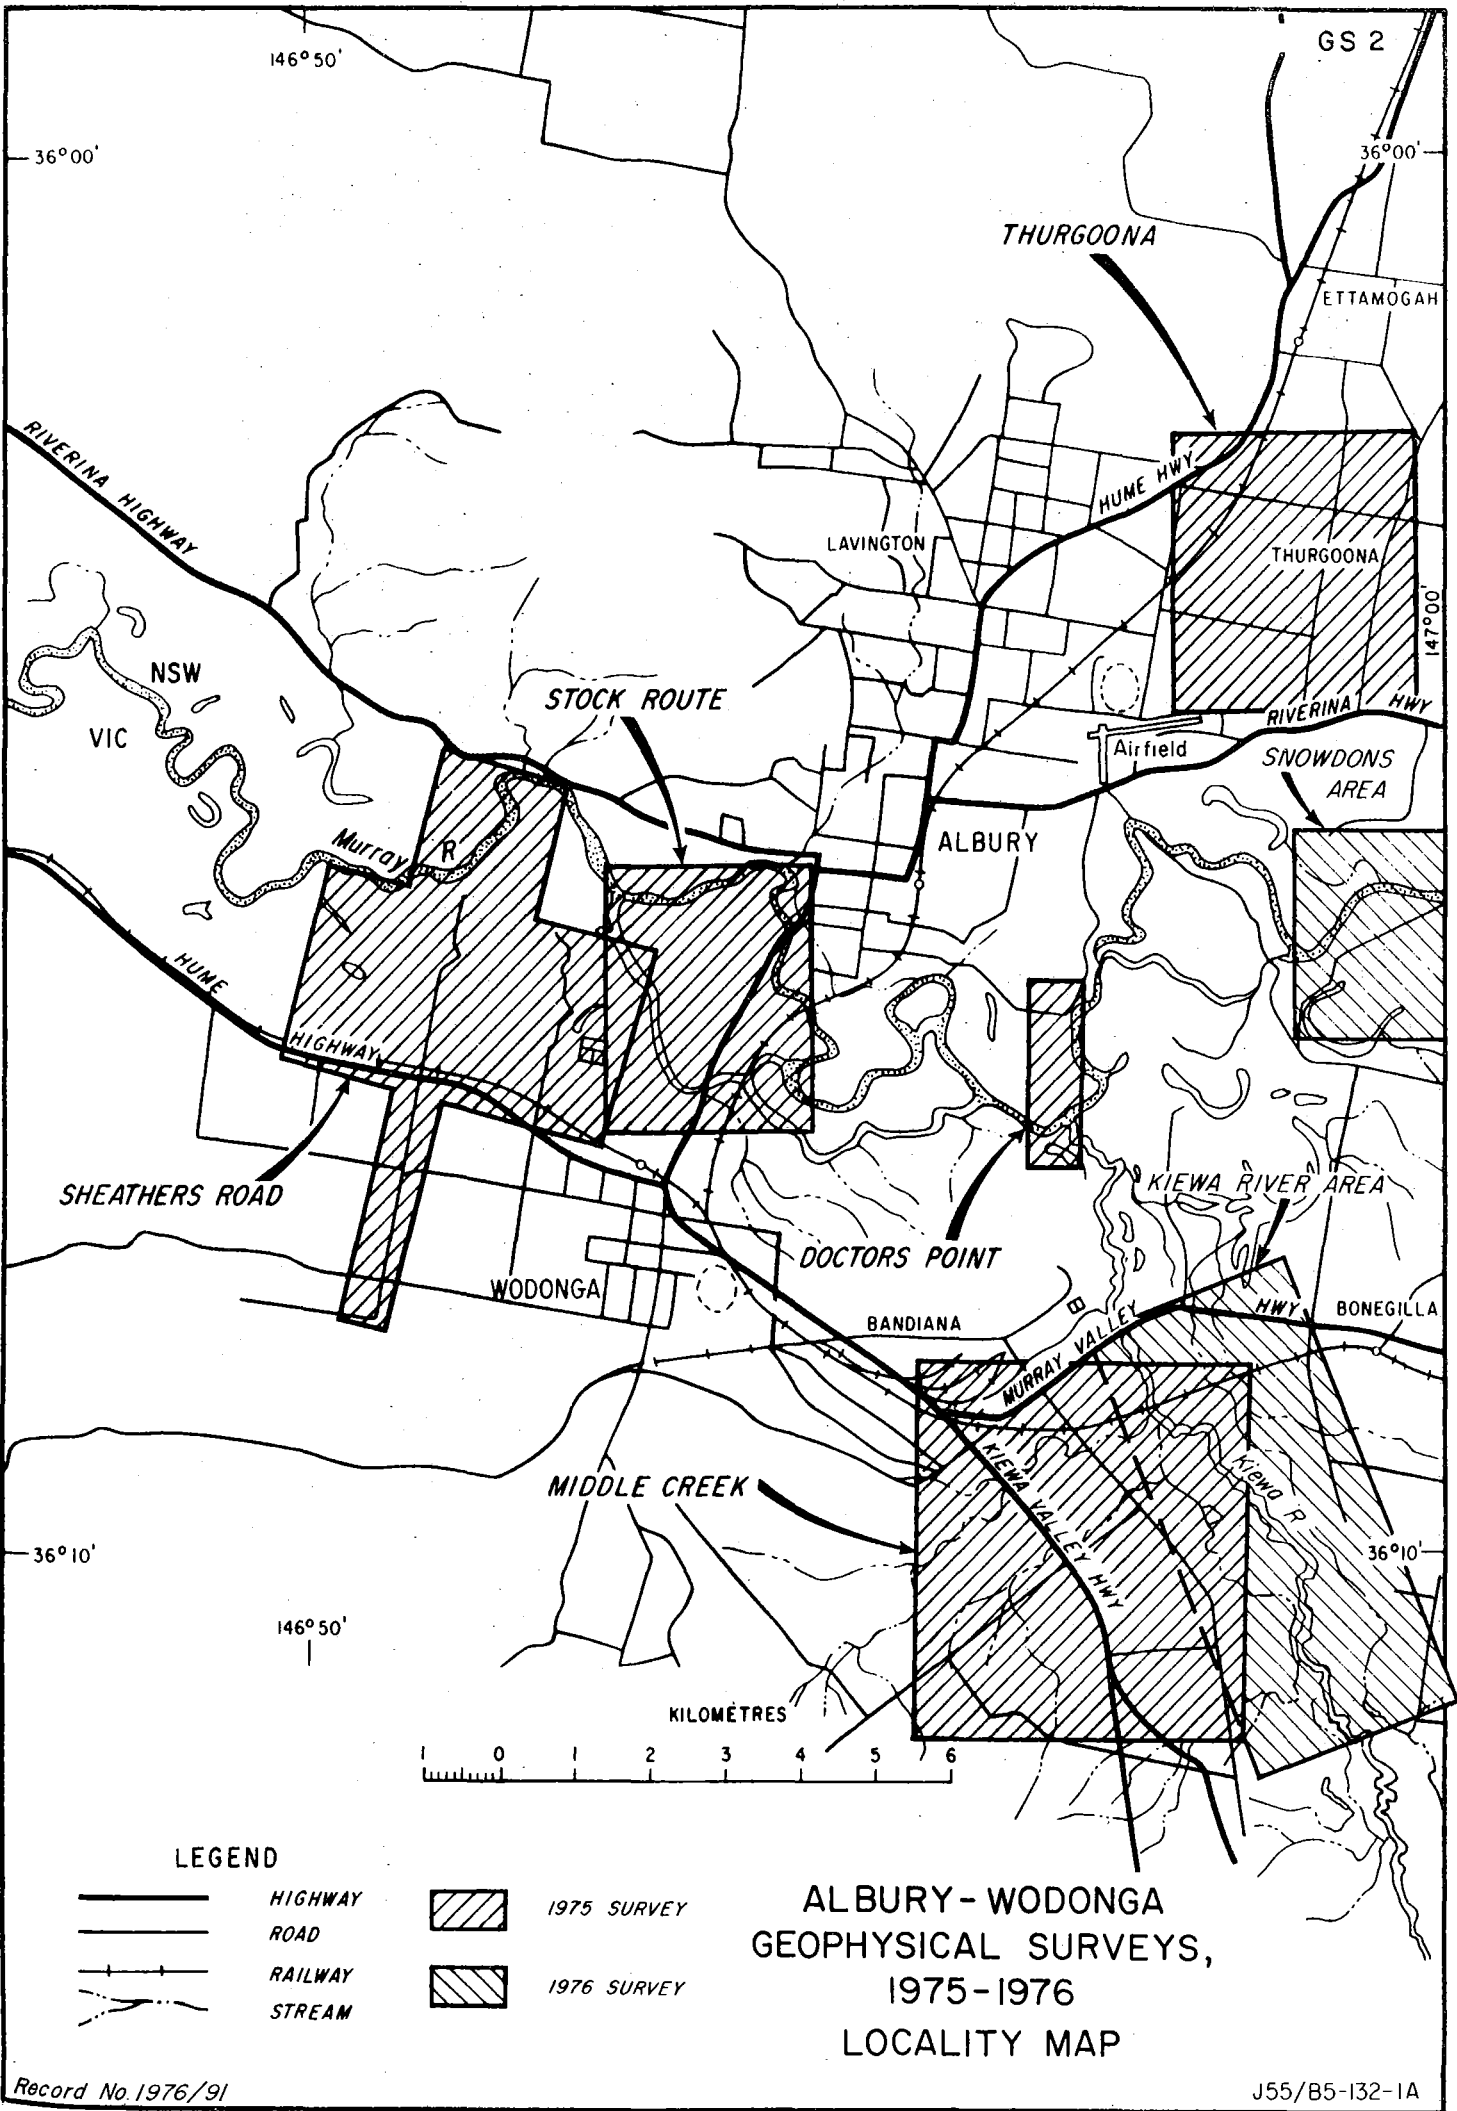 GS 2
146°50'
36°00'
36°00'
THURGOONA
ETTAMOGAH
RIVERINA HIGHWAY
HUME HWY
LAVINGTON
THURGOONA
147°00'
NSW
VIC
STOCK ROUTE
RIVERINA HWY
Airfield
SNOWDONS
AREA
Murray R
ALBURY
HUME HIGHWAY
SHEATHERS ROAD
KIEWA RIVER AREA
DOCTORS POINT
WODONGA
BANDIANA
MURRAY VALLEY HWY
BONEGILLA
KIEWA VALLEY HWY
Kiewa R
MIDDLE CREEK
36°10'
36°10'
146°50'
KILOMETRES
1 0 1 2 3 4 5 6
LEGEND
HIGHWAY
ROAD
RAILWAY
STREAM
1975 SURVEY
1976 SURVEY
ALBURY-WODONGA
GEOPHYSICAL SURVEYS,
1975-1976
LOCALITY MAP
Record No. 1976/91
J55/B5-132-1A